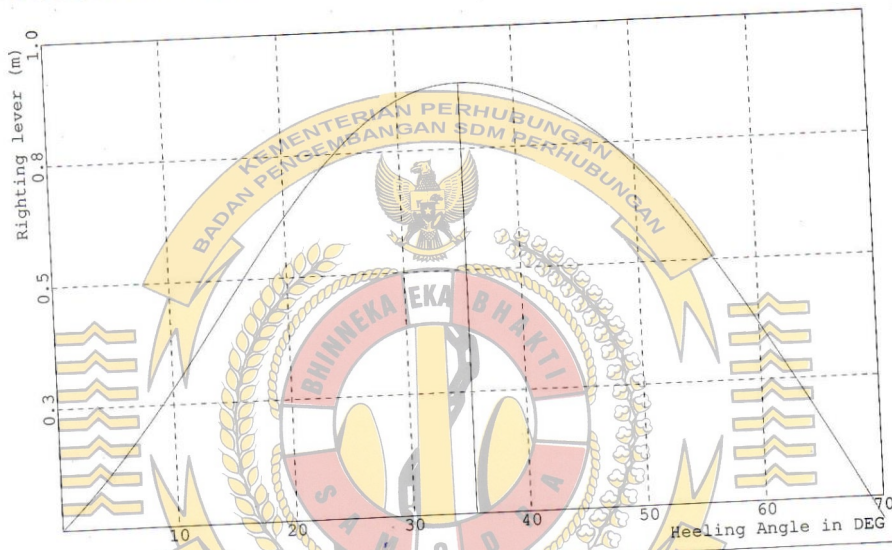 Righting lever (m)
1.0
0.8
0.5
0.3
KEMENTERIAN PERHUBUNGAN
BADAN PENGEMBANGAN SDM PERHUBUNGAN
BHINNEKA EKA BHAKTI
10
20
30
40
50
60
70
Heeling Angle in DEG